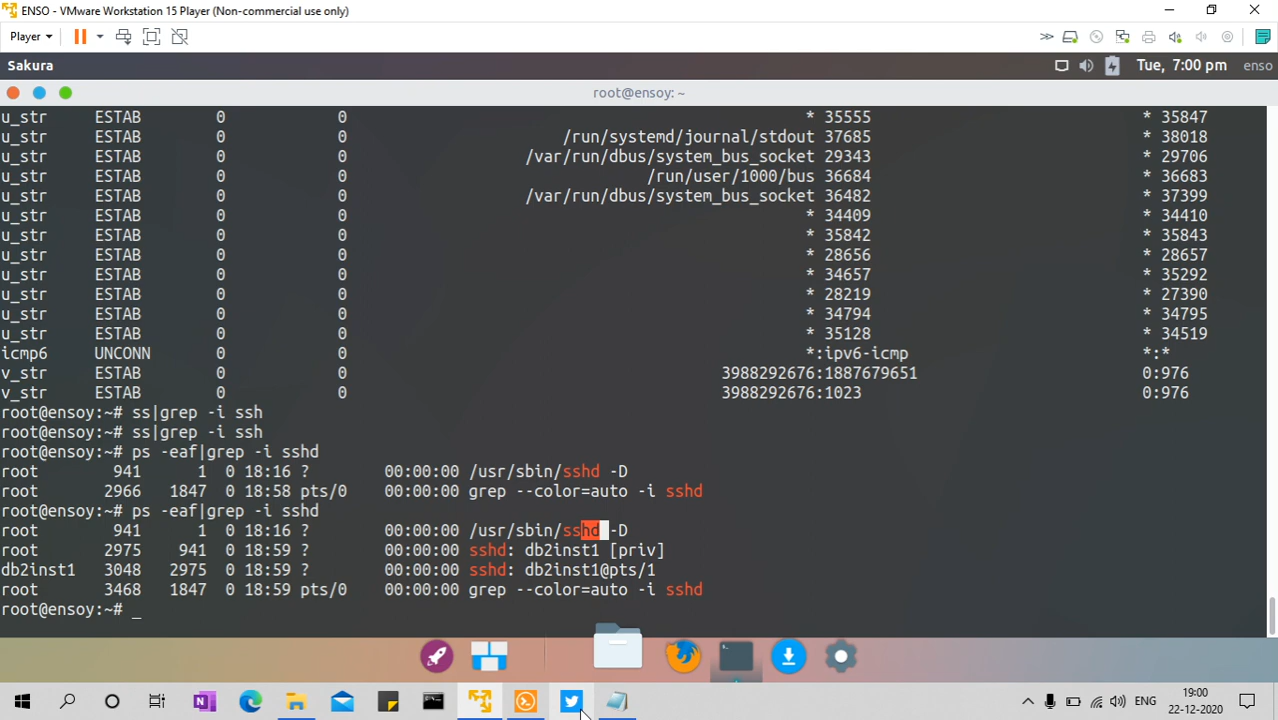 ENSO - VMware Workstation 15 Player (Non-commercial use only)
Player
Sakura
Tue, 7:00 pm enso
root@ensoy: ~
u_str ESTAB 0 0 * 35555 * 35847
u_str ESTAB 0 0 /run/systemd/journal/stdout 37685 * 38018
u_str ESTAB 0 0 /var/run/dbus/system_bus_socket 29343 * 29706
u_str ESTAB 0 0 /run/user/1000/bus 36684 * 36683
u_str ESTAB 0 0 /var/run/dbus/system_bus_socket 36482 * 37399
u_str ESTAB 0 0 * 34409 * 34410
u_str ESTAB 0 0 * 35842 * 35843
u_str ESTAB 0 0 * 28656 * 28657
u_str ESTAB 0 0 * 34657 * 35292
u_str ESTAB 0 0 * 28219 * 27390
u_str ESTAB 0 0 * 34794 * 34795
u_str ESTAB 0 0 * 35128 * 34519
icmp6 UNCONN 0 0 *:ipv6-icmp *:*
v_str ESTAB 0 0 3988292676:1887679651 0:976
v_str ESTAB 0 0 3988292676:1023 0:976
root@ensoy:~# ss|grep -i ssh
root@ensoy:~# ss|grep -i ssh
root@ensoy:~# ps -eaf|grep -i sshd
root 941 1 0 18:16 ? 00:00:00 /usr/sbin/sshd -D
root 2966 1847 0 18:58 pts/0 00:00:00 grep --color=auto -i sshd
root@ensoy:~# ps -eaf|grep -i sshd
root 941 1 0 18:16 ? 00:00:00 /usr/sbin/sshd -D
root 2975 941 0 18:59 ? 00:00:00 sshd: db2inst1 [priv]
db2inst1 3048 2975 0 18:59 ? 00:00:00 sshd: db2inst1@pts/1
root 3468 1847 0 18:59 pts/0 00:00:00 grep --color=auto -i sshd
root@ensoy:~# _
ENG
19:00
22-12-2020